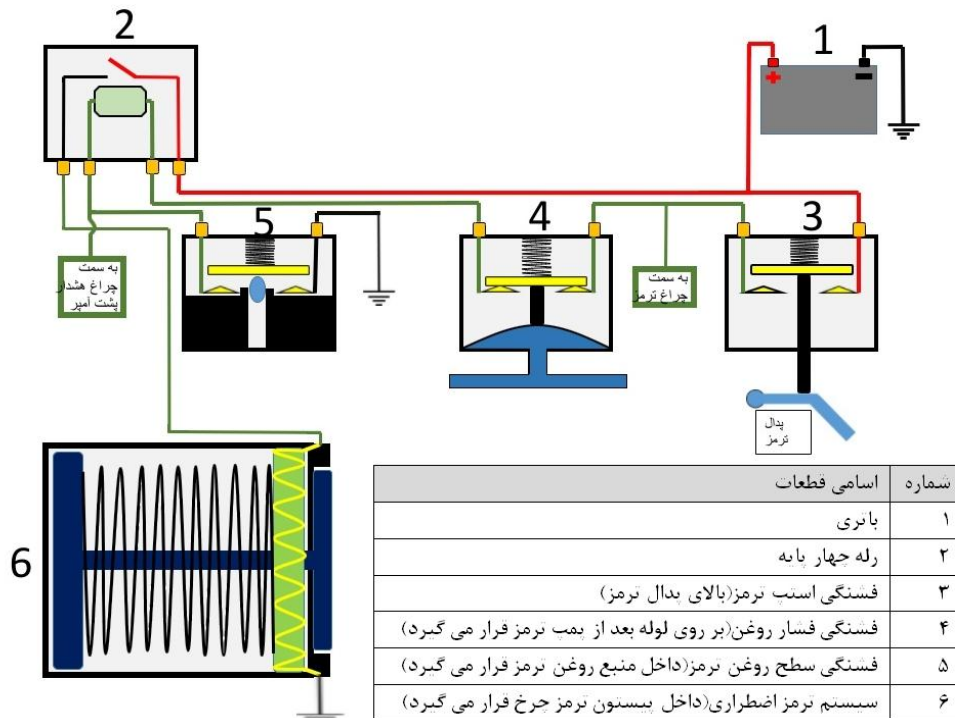 2
1
+
−
5
4
3
به سمت
چراغ هشدار
پشت آمپر
به سمت
چراغ ترمز
پدال
ترمز
6
شماره اسامی قطعات
۱ باتری
۲ رله چهار پایه
۳ فشنگی استپ ترمز(بالای پدال ترمز)
۴ فشنگی فشار روغن(بر روی لوله بعد از پمپ ترمز قرار می گیرد)
۵ فشنگی سطح روغن ترمز(داخل منبع روغن ترمز قرار می گیرد)
۶ سیستم ترمز اضطراری(داخل پیستون ترمز چرخ قرار می گیرد)